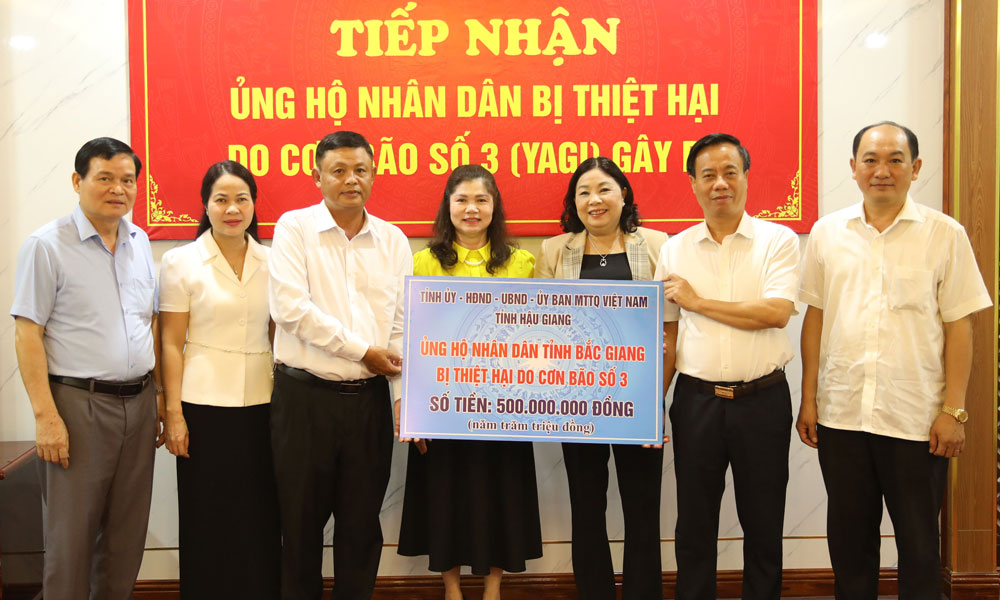 TIẾP NHẬN
ỦNG HỘ NHÂN DÂN BỊ THIỆT HẠI
DO CƠN BÃO SỐ 3 (YAGI) GÂY
TỈNH ỦY - HĐND - UBND - ỦY BAN MTTQ VIỆT NAM
TỈNH HẬU GIANG
ỦNG HỘ NHÂN DÂN TỈNH BẮC GIANG
BỊ THIỆT HẠI DO CƠN BÃO SỐ 3
SỐ TIỀN: 500.000.000 ĐỒNG
(năm trăm triệu đồng)